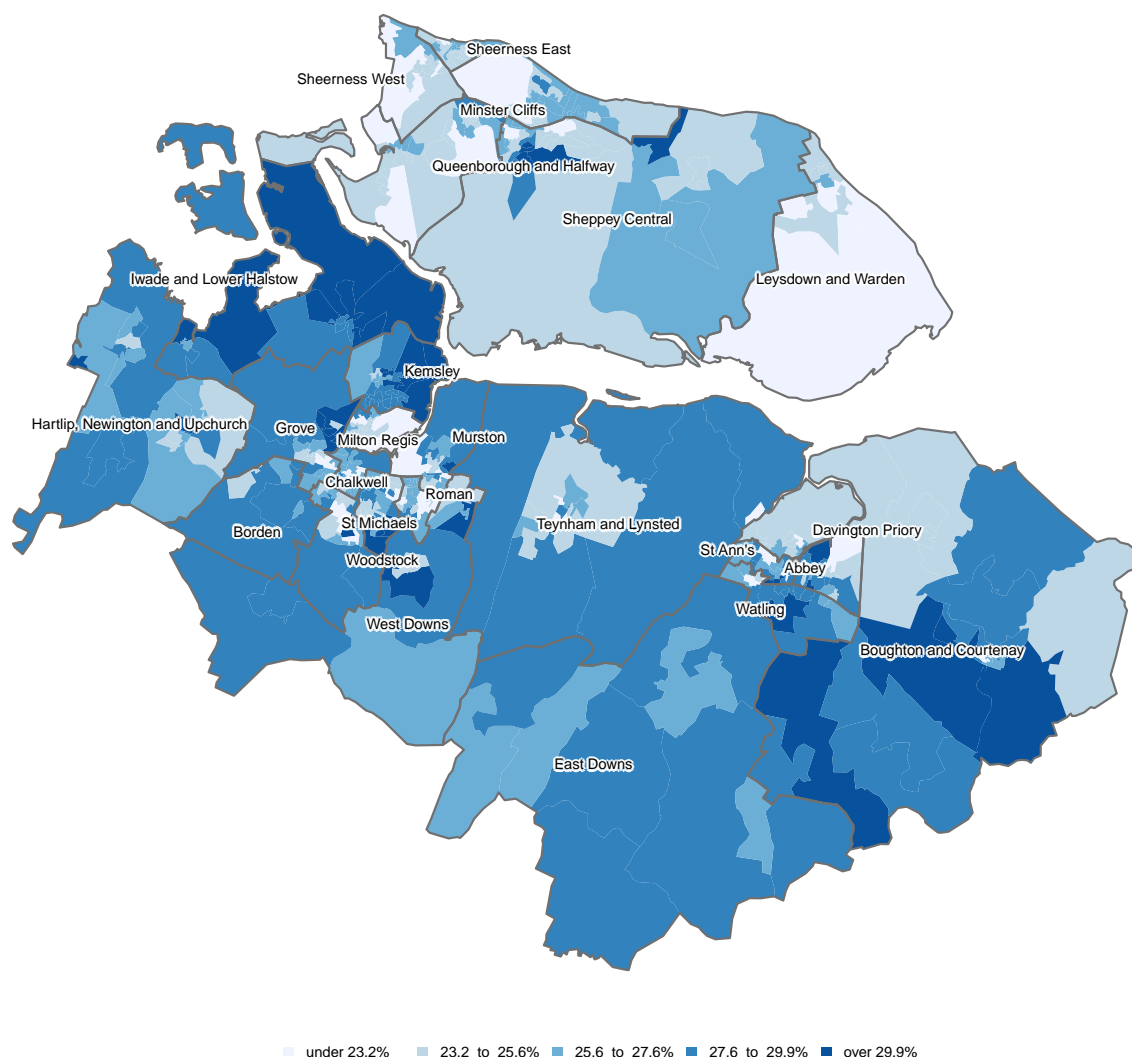 Sheerness East
Sheerness West
Minster Cliffs
Queenborough and Halfway
Sheppey Central
Iwade and Lower Halstow
Leysdown and Warden
Kemsley
Hartlip, Newington and Upchurch
Grove
Milton Regis
Murston
Chalkwell
Roman
St Michaels
Teynham and Lynsted
Davington Priory
Borden
St Ann's
Woodstock
Abbey
Watling
West Downs
Boughton and Courtenay
East Downs
under 23.2% 23.2 to 25.6% 25.6 to 27.6% 27.6 to 29.9% over 29.9%